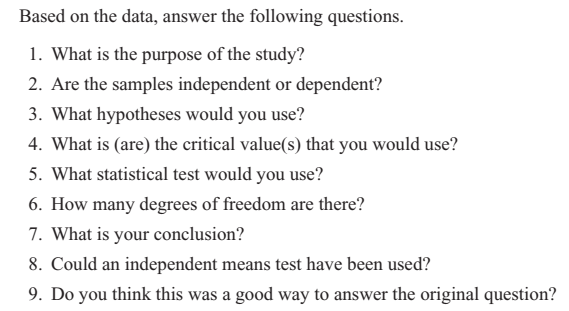 Based on the data, answer the following questions.
1. What is the purpose of the study?
2. Are the samples independent or dependent?
3. What hypotheses would you use?
4. What is (are) the critical value(s) that you would use?
5. What statistical test would you use?
6. How many degrees of freedom are there?
7. What is your conclusion?
8. Could an independent means test have been used?
9. Do you think this was a good way to answer the original question?